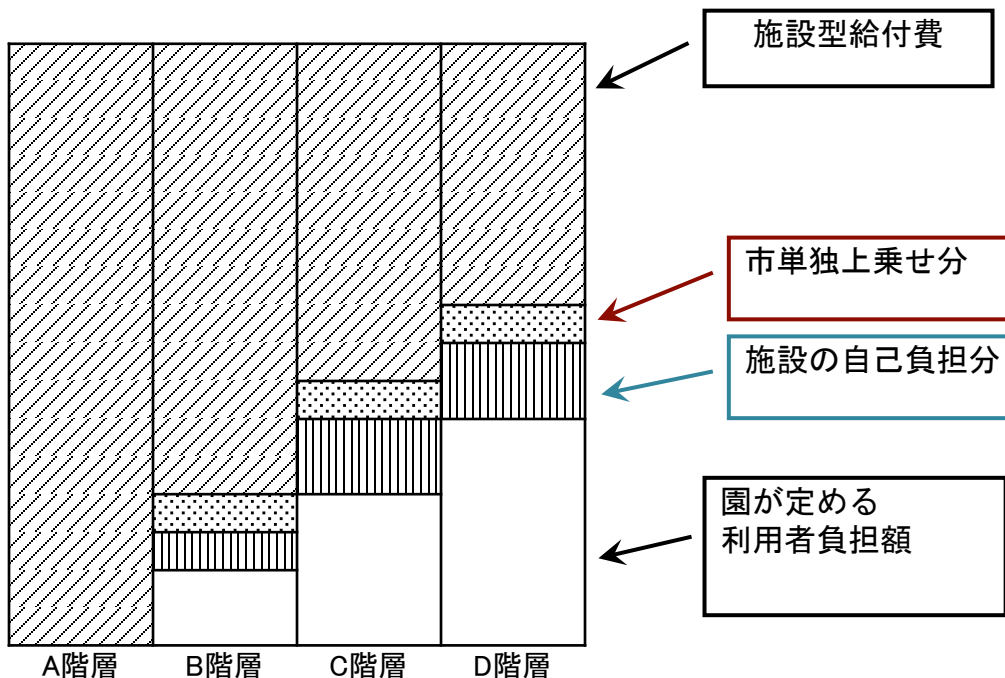 施設型給付費
市単独上乗せ分
施設の自己負担分
園が定める
利用者負担額
A階層
B階層
C階層
D階層